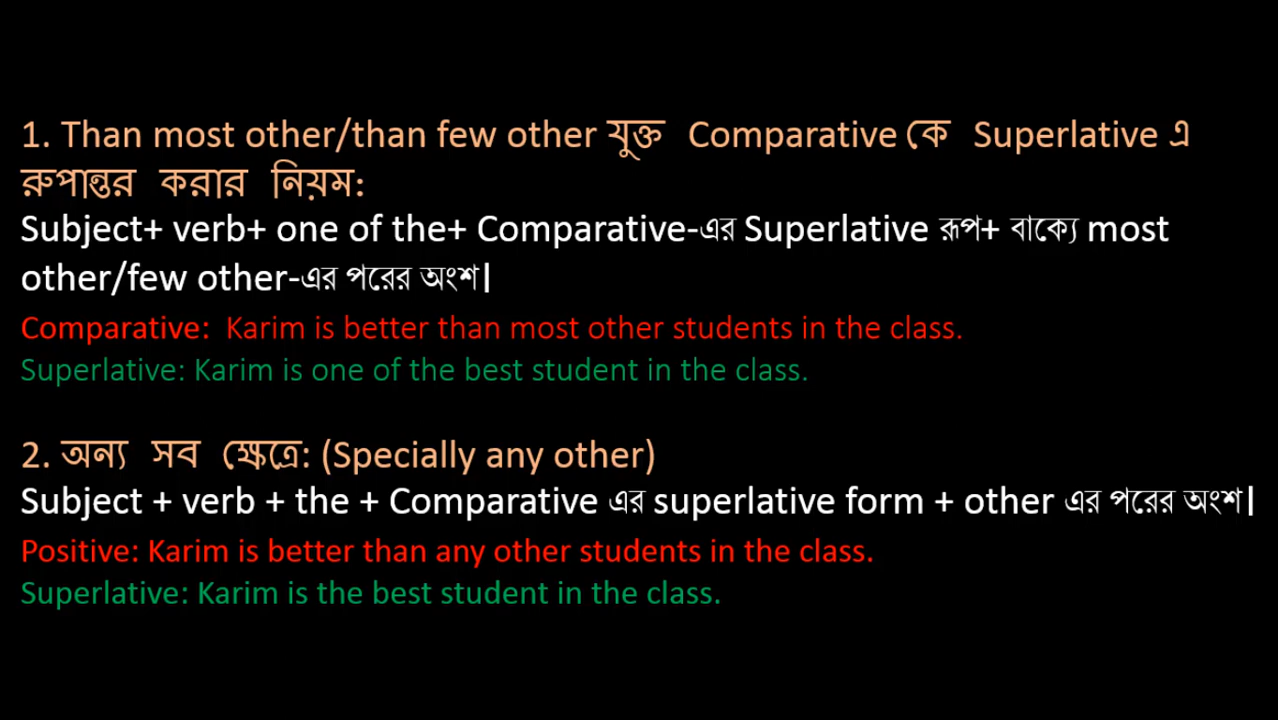 1. Than most other/than few other যুক্ত Comparative কে Superlative এ
রুপান্তর করার নিয়ম:
Subject+ verb+ one of the+ Comparative-এর Superlative রূপ+ বাক্যে most
other/few other-এর পরের অংশ|
Comparative: Karim is better than most other students in the class.
Superlative: Karim is one of the best student in the class.
2. অন্য সব ক্ষেত্রে: (Specially any other)
Subject + verb + the + Comparative এর superlative form + other এর পরের অংশ|
Positive: Karim is better than any other students in the class.
Superlative: Karim is the best student in the class.